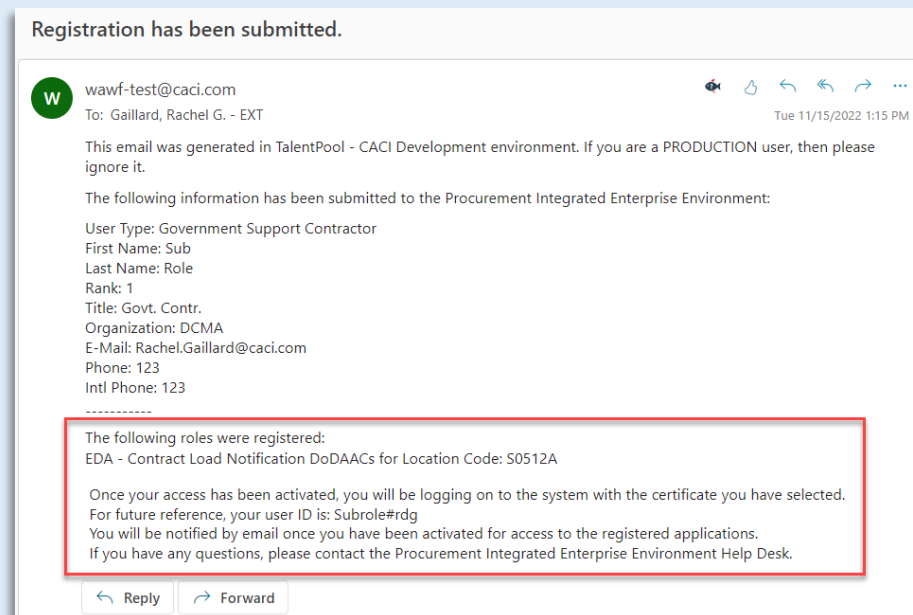 Registration has been submitted.
W
wawf-test@caci.com
To: Gaillard, Rachel G. - EXT
Tue 11/15/2022 1:15 PM
This email was generated in TalentPool - CACI Development environment. If you are a PRODUCTION user, then please
ignore it.
The following information has been submitted to the Procurement Integrated Enterprise Environment:
User Type: Government Support Contractor
First Name: Sub
Last Name: Role
Rank: 1
Title: Govt. Contr.
Organization: DCMA
E-Mail: Rachel.Gaillard@caci.com
Phone: 123
Intl Phone: 123
-----------
The following roles were registered:
EDA - Contract Load Notification DoDAACs for Location Code: S0512A
Once your access has been activated, you will be logging on to the system with the certificate you have selected.
For future reference, your user ID is: Subrole#rdg
You will be notified by email once you have been activated for access to the registered applications.
If you have any questions, please contact the Procurement Integrated Enterprise Environment Help Desk.
Reply
Forward